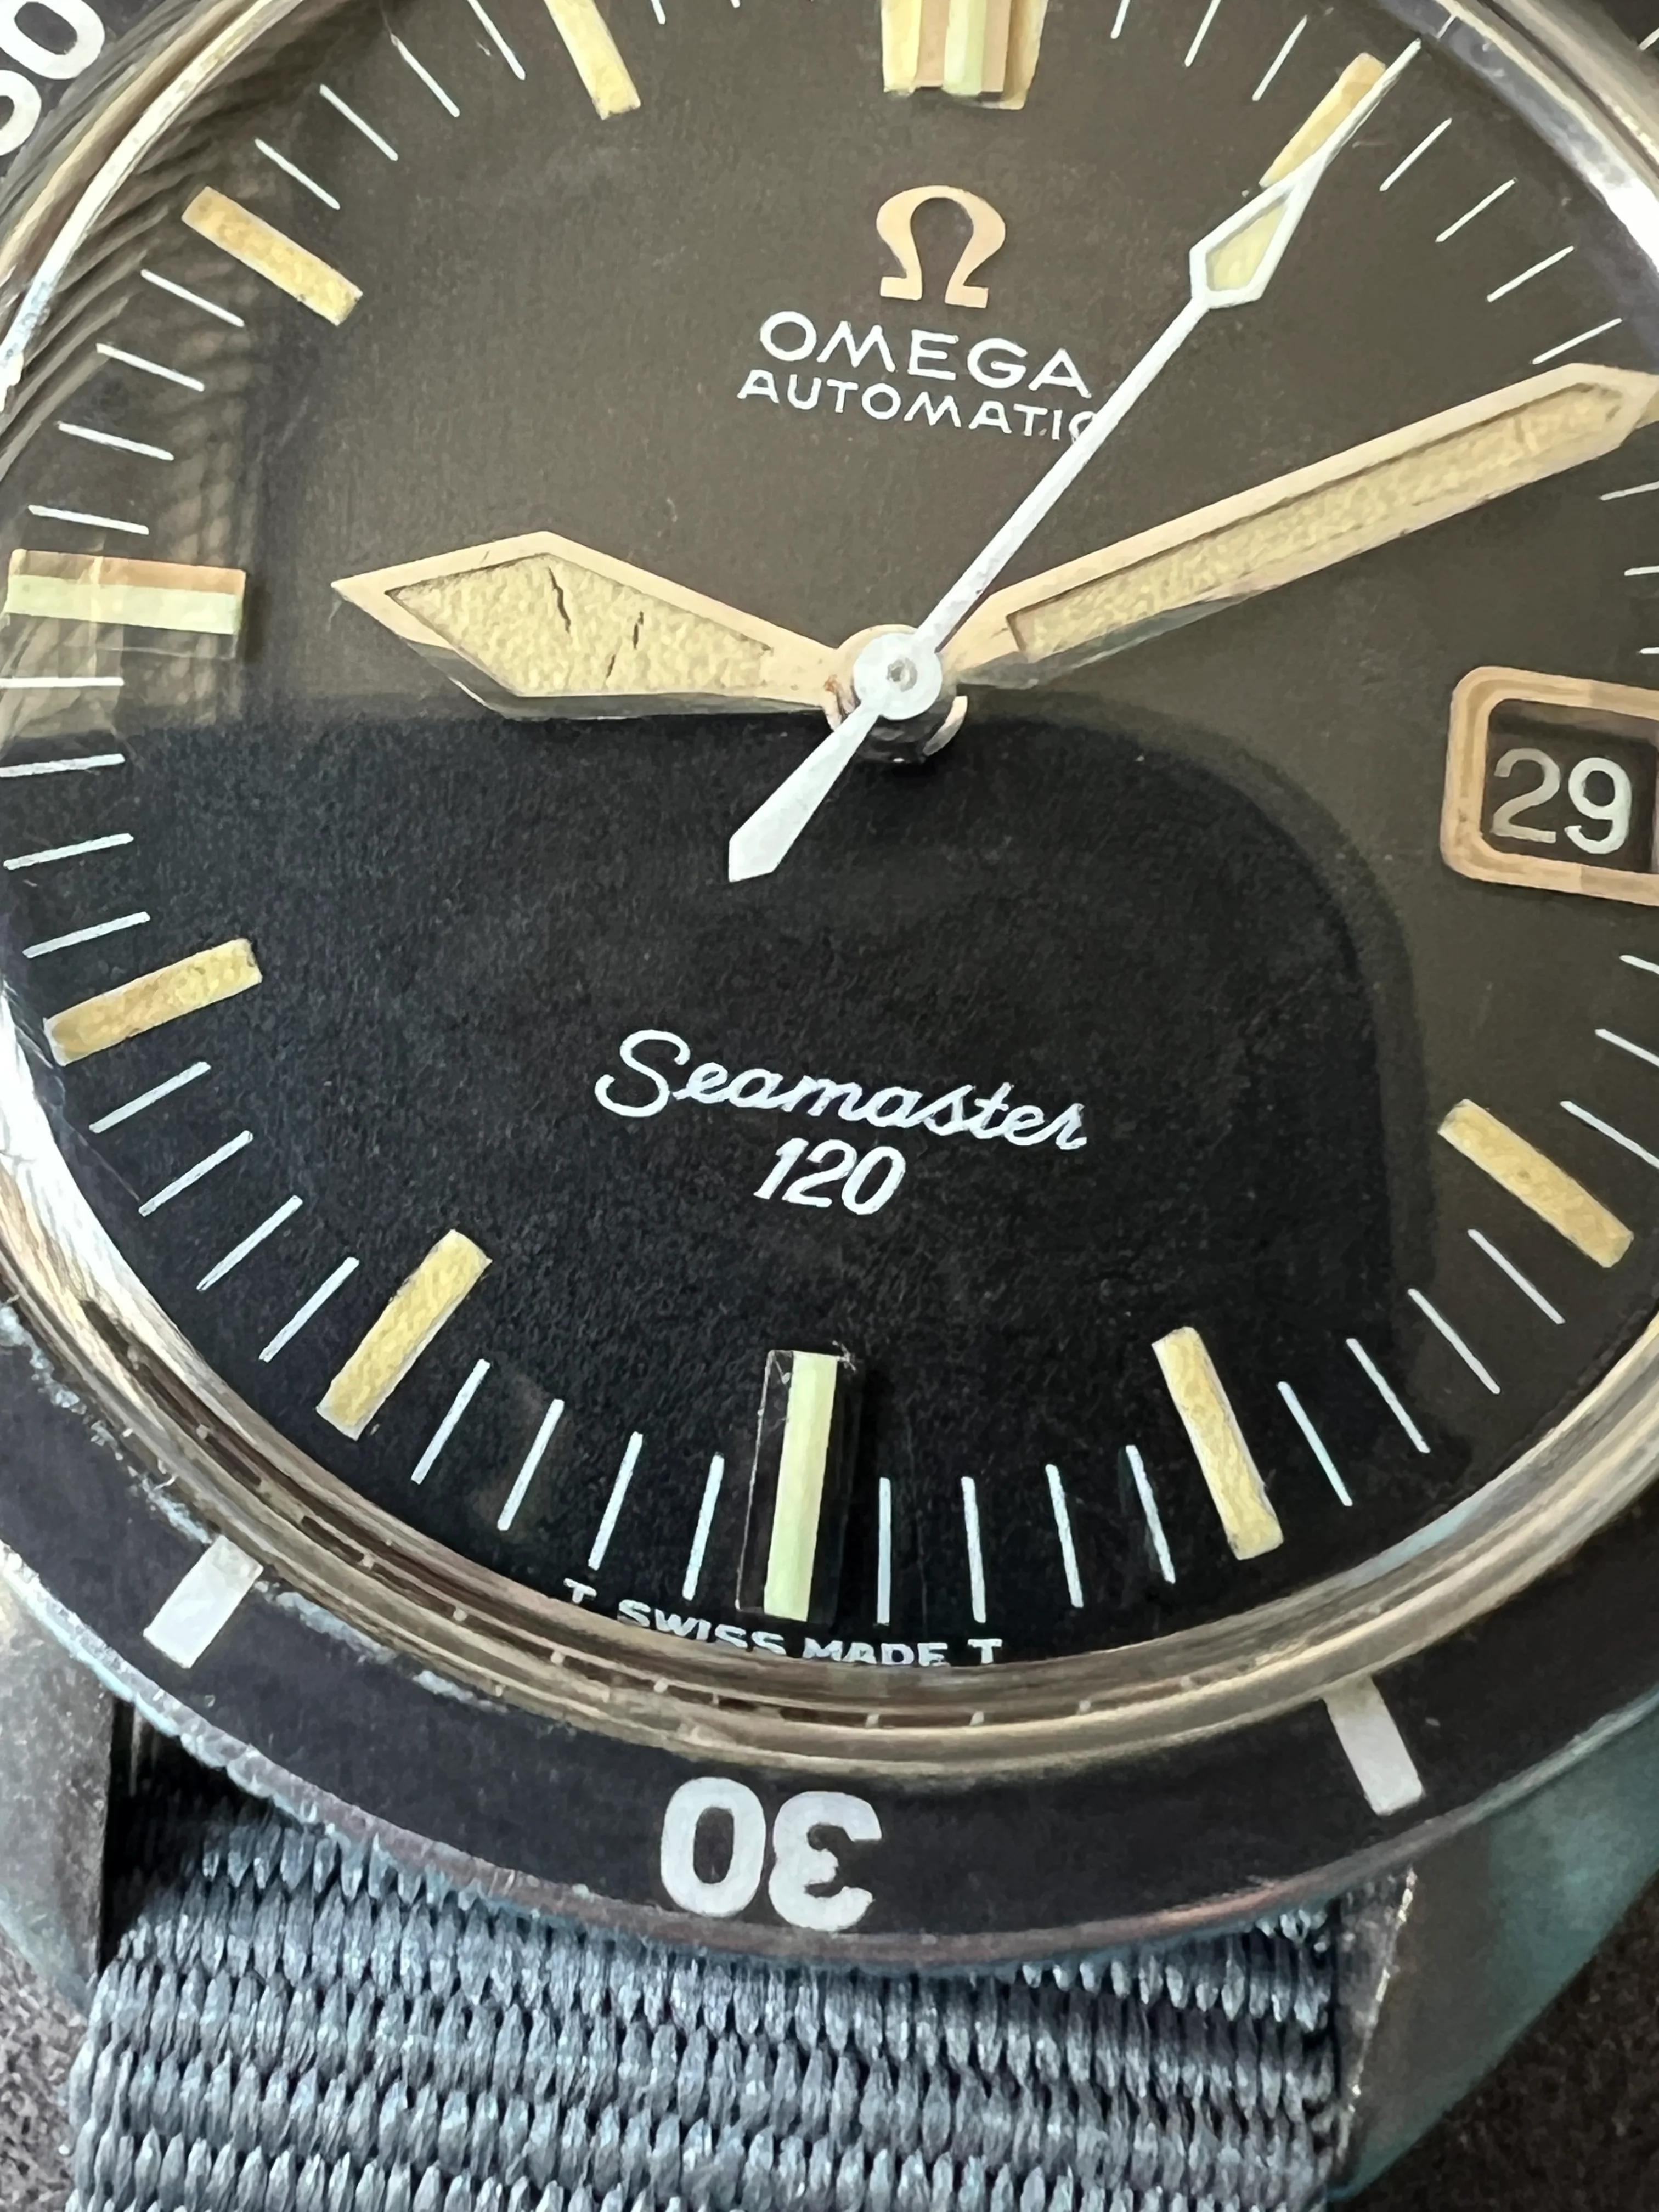 Ω
OMEGA
AUTOMATIC
29
Seamaster
120
T SWISS MADE T
30